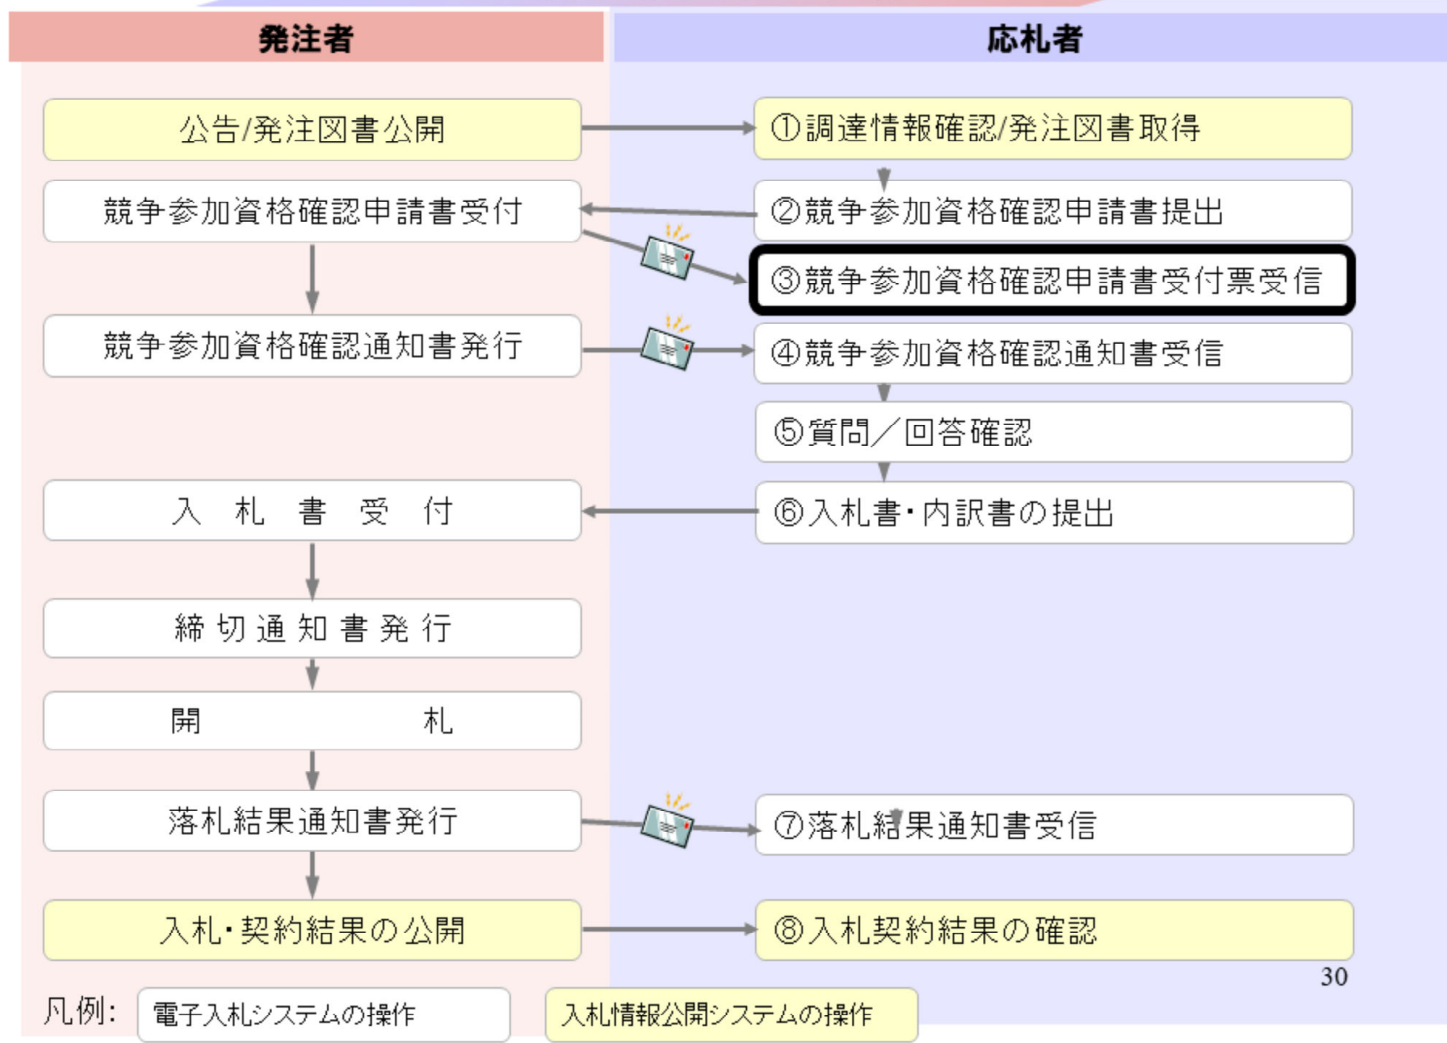 発注者
応札者
公告/発注図書公開
①調達情報確認/発注図書取得
競争参加資格確認申請書受付
②競争参加資格確認申請書提出
③競争参加資格確認申請書受付票受信
競争参加資格確認通知書発行
④競争参加資格確認通知書受信
⑤質問／回答確認
入札書受付
⑥入札書・内訳書の提出
締切通知書発行
開札
落札結果通知書発行
⑦落札結果通知書受信
入札・契約結果の公開
⑧入札契約結果の確認
30
凡例:
電子入札システムの操作
入札情報公開システムの操作